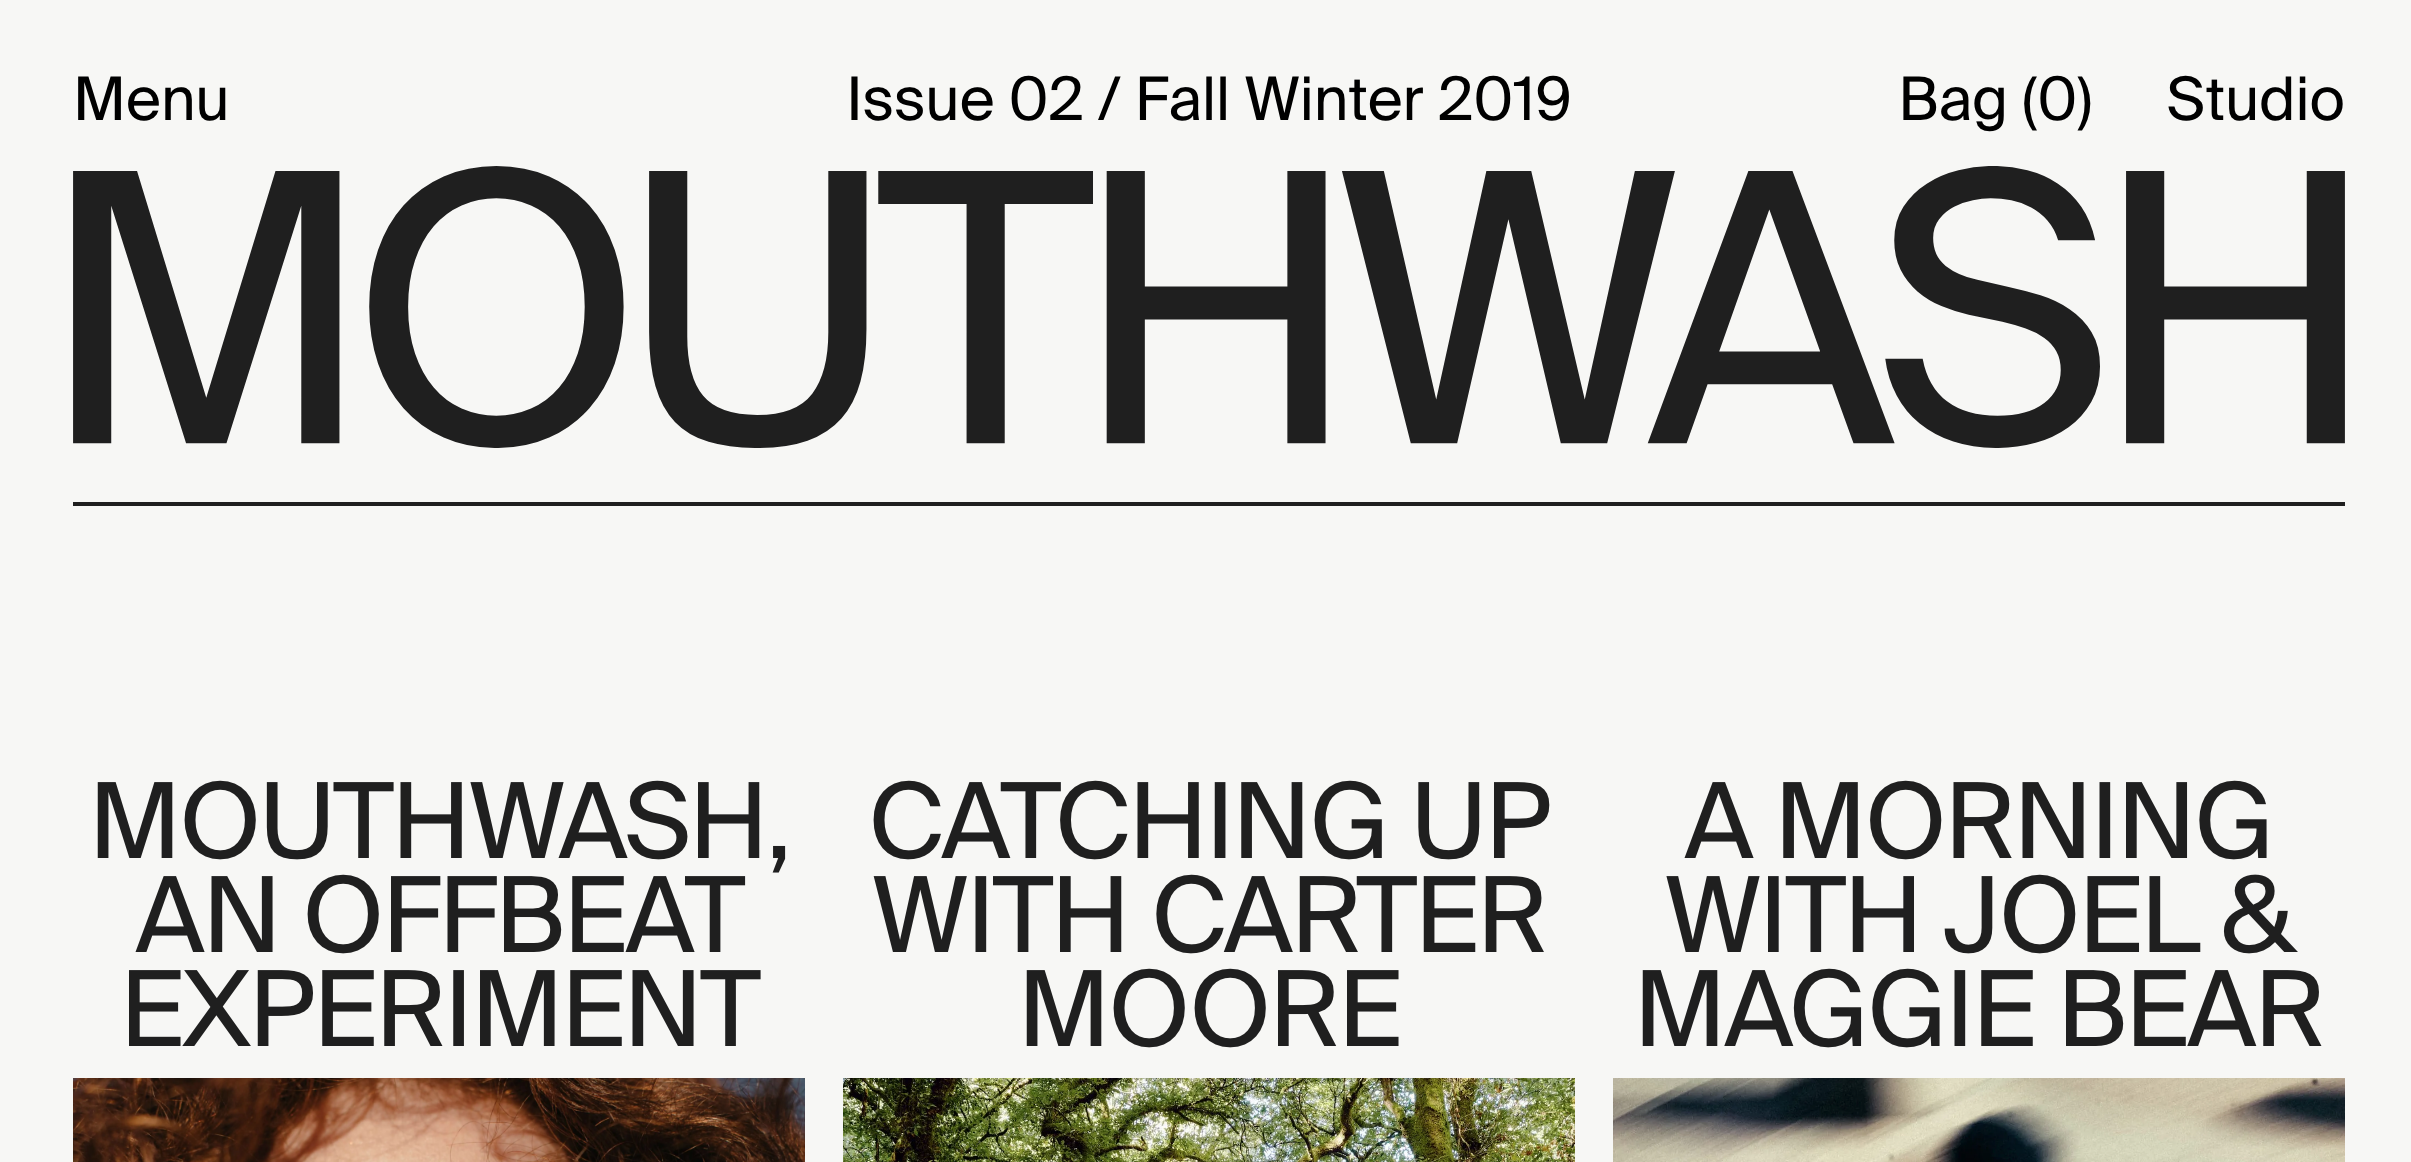 Menu
Issue 02 / Fall Winter 2019
Bag (0)
Studio
MOUTHWASH
MOUTHWASH,
AN OFFBEAT
EXPERIMENT
CATCHING UP
WITH CARTER
MOORE
A MORNING
WITH JOEL &
MAGGIE BEAR